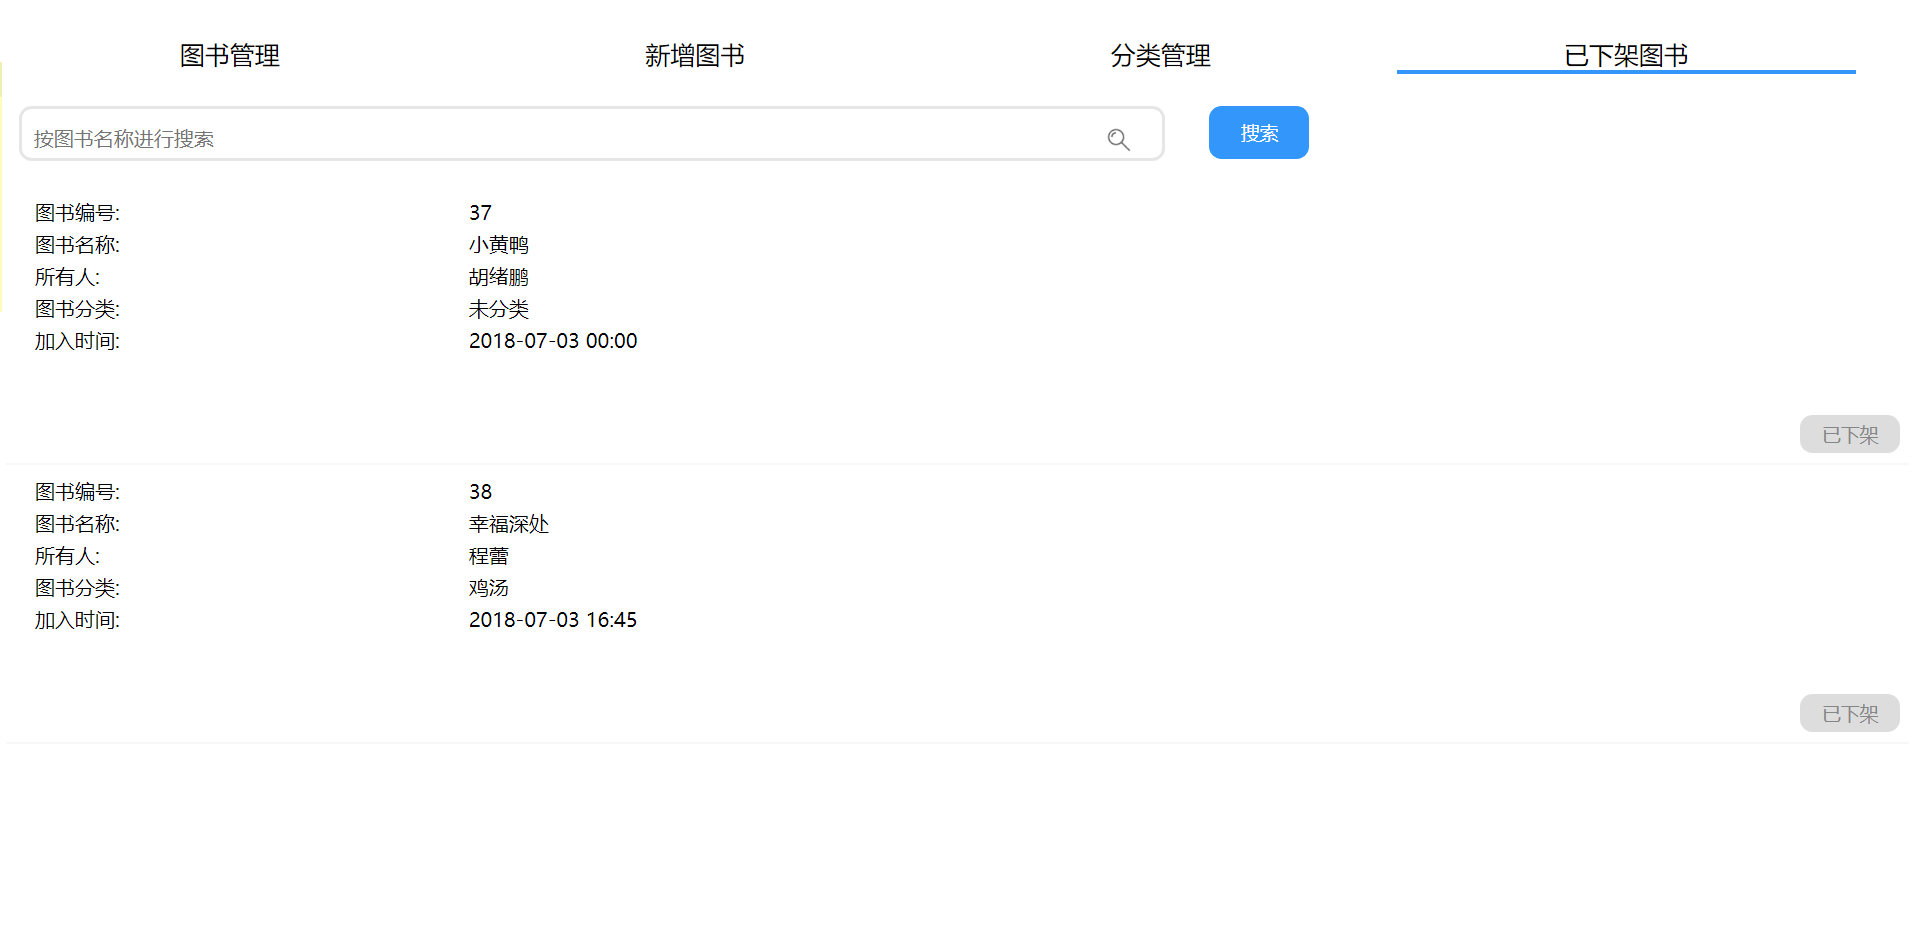 图书管理 新增图书 分类管理 已下架图书
按图书名称进行搜索 搜索
图书编号: 37
图书名称: 小黄鸭
所有人: 胡绪鹏
图书分类: 未分类
加入时间: 2018-07-03 00:00
已下架
图书编号: 38
图书名称: 幸福深处
所有人: 程蕾
图书分类: 鸡汤
加入时间: 2018-07-03 16:45
已下架